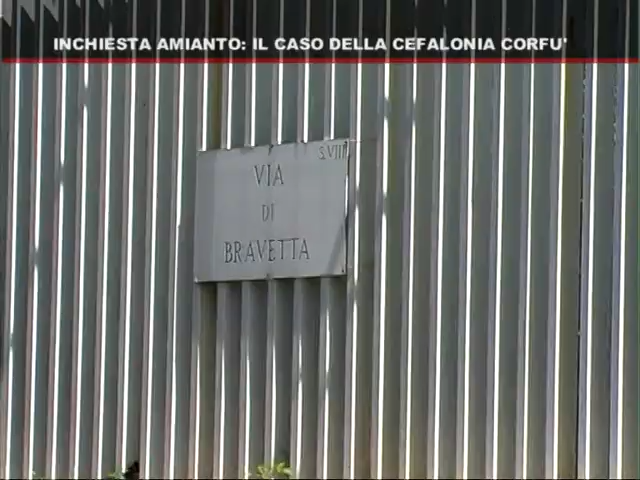 INCHIESTA AMIANTO: IL CASO DELLA CEFALONIA CORFU'
S.VIII
VIA
DI
BRAVETTA